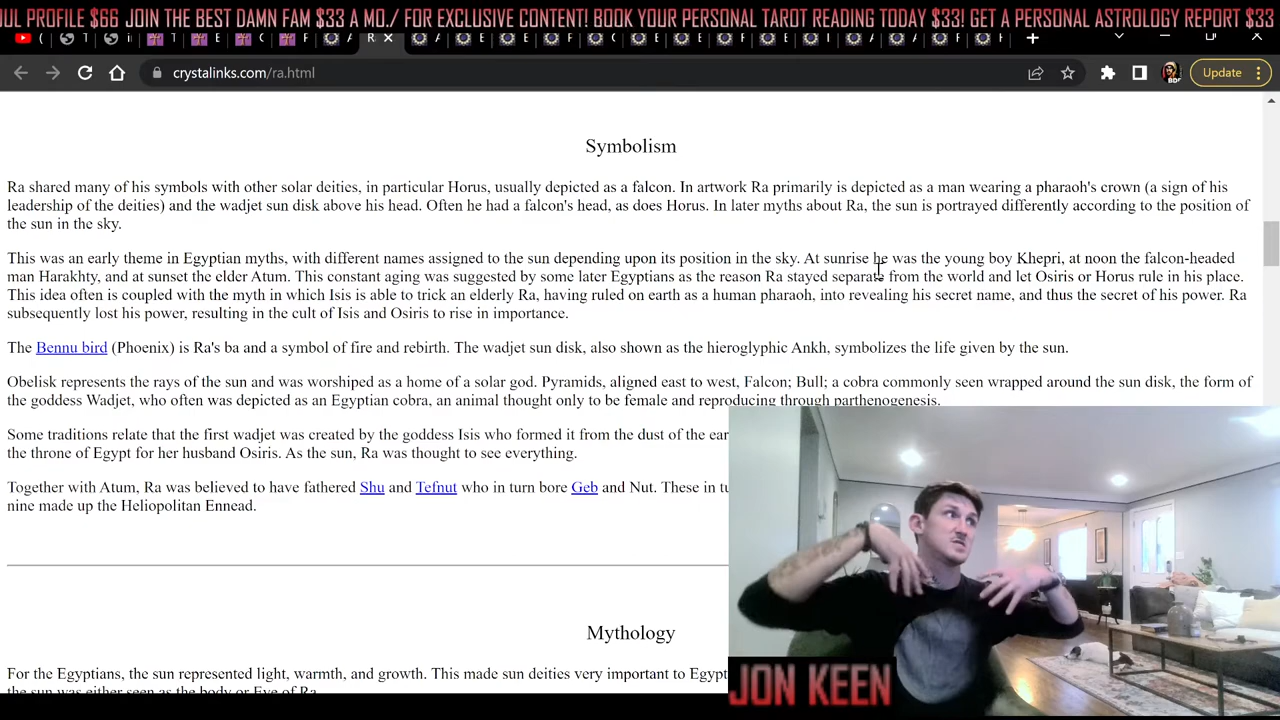 UL PROFILE $66 JOIN THE BEST DAMN FAM $33 A MO./ FOR EXCLUSIVE CONTENT! BOOK YOUR PERSONAL TAROT READING TODAY $33! GET A PERSONAL ASTROLOGY REPORT $33
crystalinks.com/ra.html
Update
Symbolism
Ra shared many of his symbols with other solar deities, in particular Horus, usually depicted as a falcon. In artwork Ra primarily is depicted as a man wearing a pharaoh's crown (a sign of his
leadership of the deities) and the wadjet sun disk above his head. Often he had a falcon's head, as does Horus. In later myths about Ra, the sun is portrayed differently according to the position of
the sun in the sky.
This was an early theme in Egyptian myths, with different names assigned to the sun depending upon its position in the sky. At sunrise he was the young boy Khepri, at noon the falcon-headed
man Harakhty, and at sunset the elder Atum. This constant aging was suggested by some later Egyptians as the reason Ra stayed separate from the world and let Osiris or Horus rule in his place.
This idea often is coupled with the myth in which Isis is able to trick an elderly Ra, having ruled on earth as a human pharaoh, into revealing his secret name, and thus the secret of his power. Ra
subsequently lost his power, resulting in the cult of Isis and Osiris to rise in importance.
The Bennu bird (Phoenix) is Ra's ba and a symbol of fire and rebirth. The wadjet sun disk, also shown as the hieroglyphic Ankh, symbolizes the life given by the sun.
Obelisk represents the rays of the sun and was worshiped as a home of a solar god. Pyramids, aligned east to west, Falcon; Bull; a cobra commonly seen wrapped around the sun disk, the form of
the goddess Wadjet, who often was depicted as an Egyptian cobra, an animal thought only to be female and reproducing through parthenogenesis.
Some traditions relate that the first wadjet was created by the goddess Isis who formed it from the dust of the ear
the throne of Egypt for her husband Osiris. As the sun, Ra was thought to see everything.
Together with Atum, Ra was believed to have fathered Shu and Tefnut who in turn bore Geb and Nut. These in tu
nine made up the Heliopolitan Ennead.
Mythology
For the Egyptians, the sun represented light, warmth, and growth. This made sun deities very important to Egypt
the sun was either seen as the body or Eye of Ra.
JON KEEN